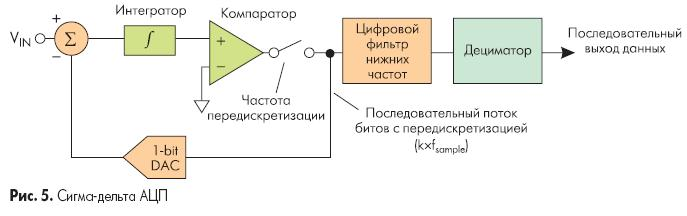 Интегратор
Компаратор
Цифровой
фильтр
нижних
частот
Дециматор
Последовательный
выход данных
V_IN
+
Σ
−
∫
+
−
Частота
передискретизации
Последовательный поток
битов с передискретизацией
(k×f_sample)
1-bit
DAC
Рис. 5. Сигма-дельта АЦП